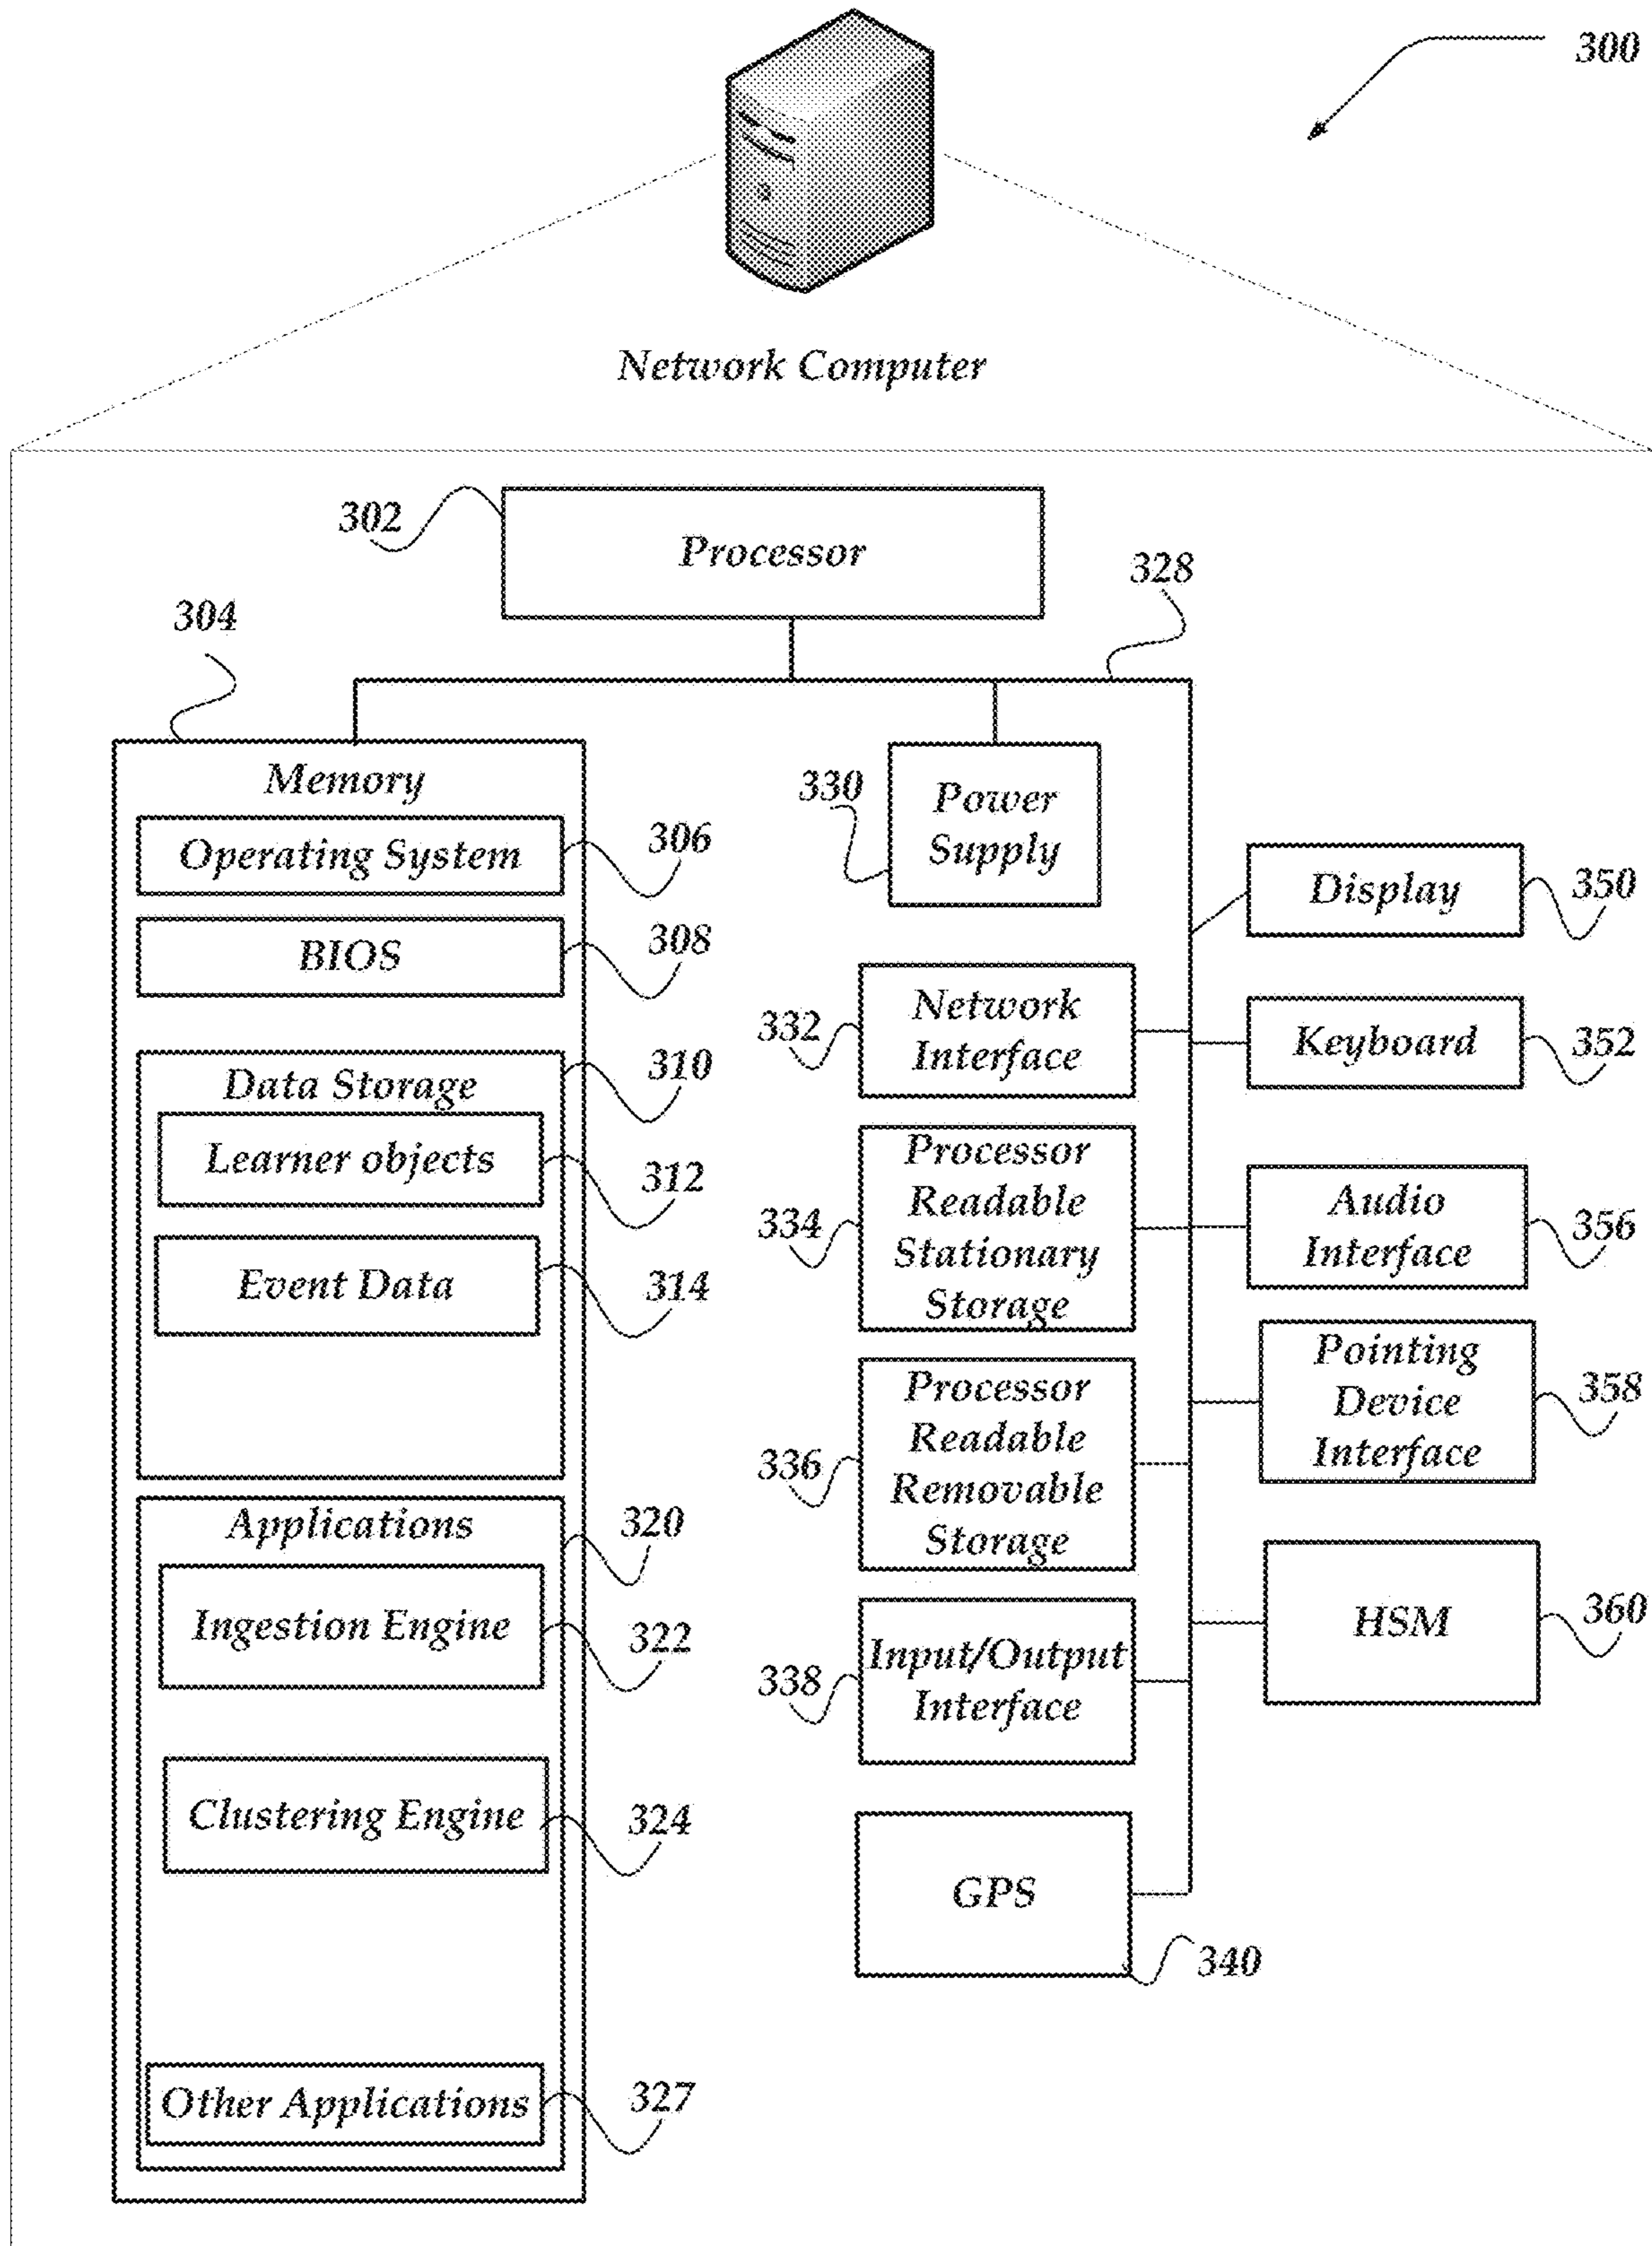 300
Network Computer
302
Processor
328
304
Memory
Operating System
306
BIOS
308
Data Storage
310
Learner objects
312
Event Data
314
Applications
320
Ingestion Engine
322
Clustering Engine
324
Other Applications
327
330
Power
Supply
332
Network
Interface
334
Processor
Readable
Stationary
Storage
336
Processor
Readable
Removable
Storage
338
Input/Output
Interface
GPS
340
Display
350
Keyboard
352
Audio
Interface
356
Pointing
Device
Interface
358
HSM
360